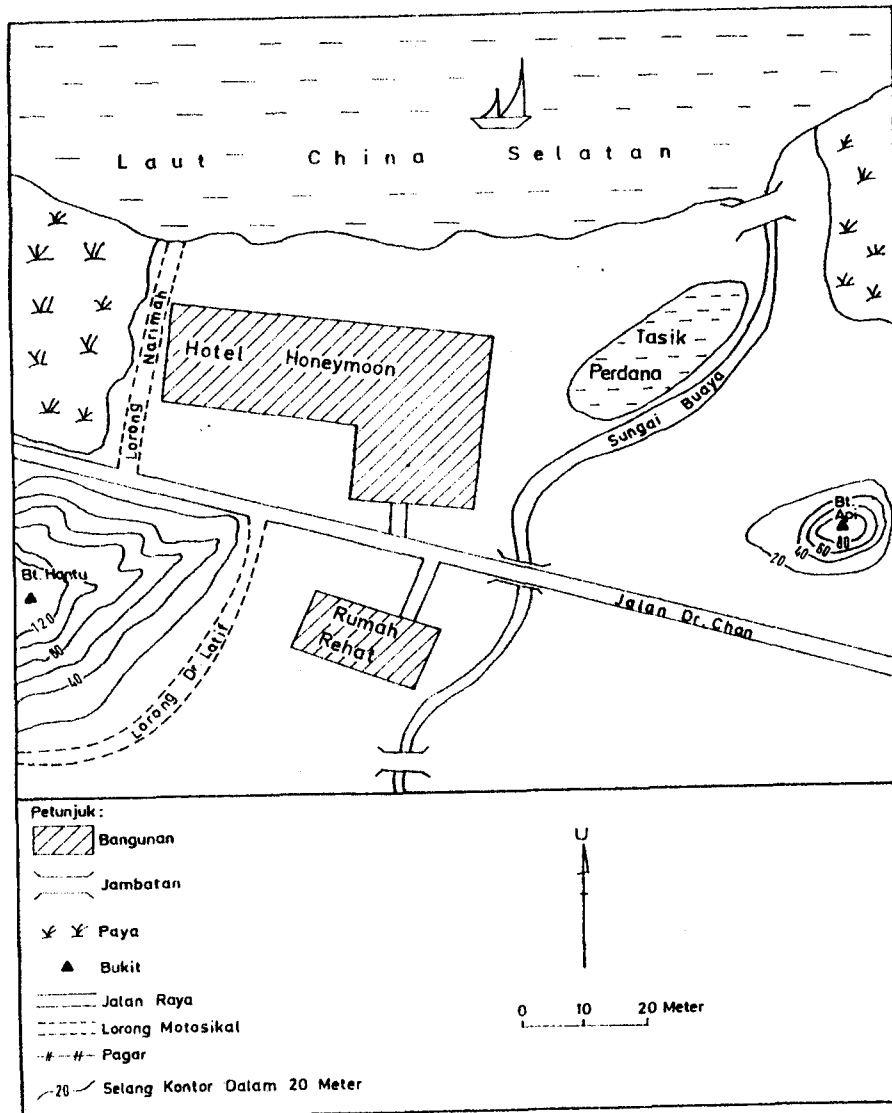 Laut China Selatan
Lorong Narimah
Hotel Honeymoon
Tasik
Perdana
Sungai Buaya
Bt.
Api
20 40 60 80
Bt. Hantu
120
80
40
Lorong Dr. Latif
Rumah
Rehat
Jalan Dr. Chan
Petunjuk :
Bangunan
Jambatan
Paya
Bukit
Jalan Raya
Lorong Motosikal
Pagar
20 Selang Kontor Dalam 20 Meter
U
0 10 20 Meter